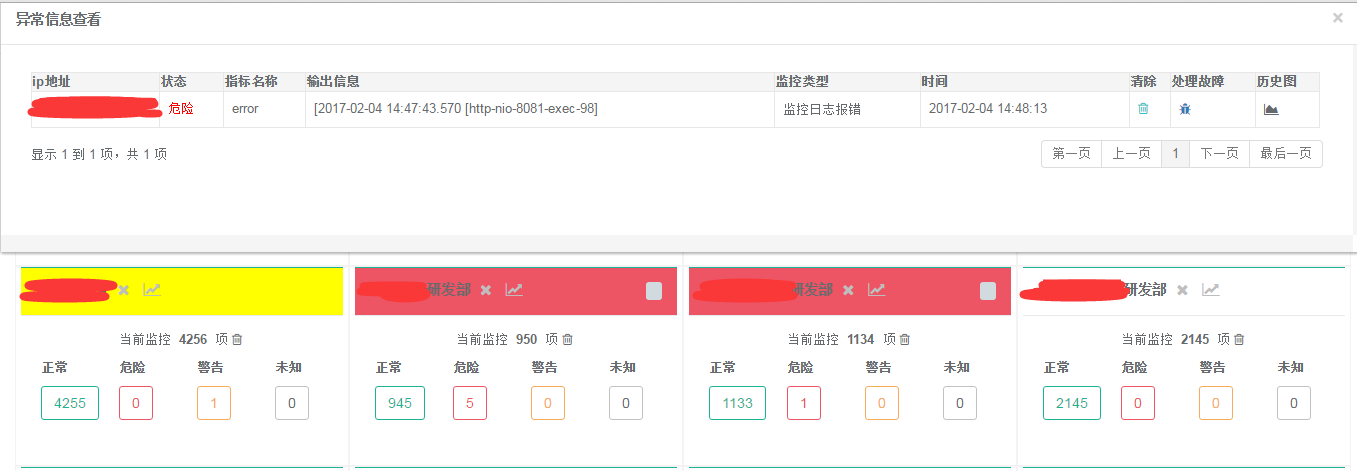 异常信息查看
ip地址 状态 指标名称 输出信息 监控类型 时间 清除 处理故障 历史图
危险 error [2017-02-04 14:47:43.570 [http-nio-8081-exec-98] 监控日志报错 2017-02-04 14:48:13
显示 1 到 1 项，共 1 项 第一页 上一页 1 下一页 最后一页
研发部 研发部 研发部
当前监控 4256 项 当前监控 950 项 当前监控 1134 项 当前监控 2145 项
正常 危险 警告 未知 正常 危险 警告 未知 正常 危险 警告 未知 正常 危险 警告 未知
4255 0 1 0 945 5 0 0 1133 1 0 0 2145 0 0 0